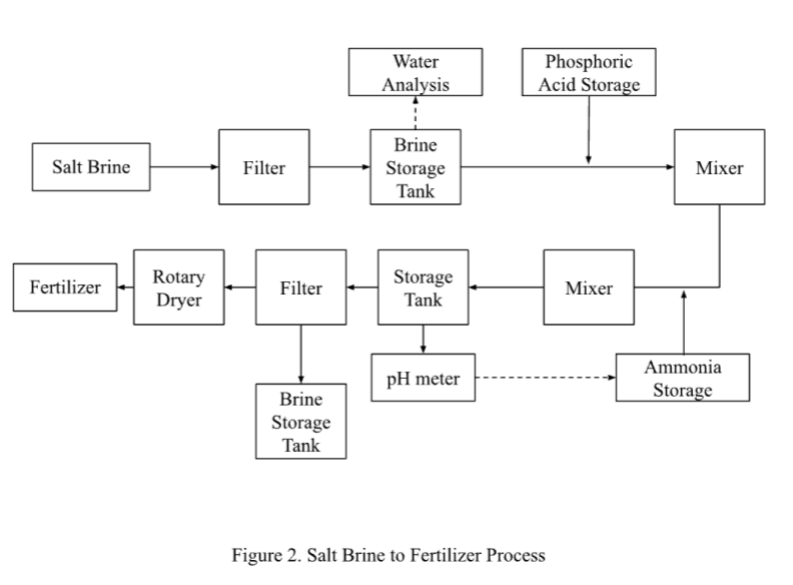 Water
Analysis
Phosphoric
Acid Storage
Salt Brine
Filter
Brine
Storage
Tank
Mixer
Fertilizer
Rotary
Dryer
Filter
Storage
Tank
Mixer
pH meter
Ammonia
Storage
Brine
Storage
Tank
Figure 2. Salt Brine to Fertilizer Process